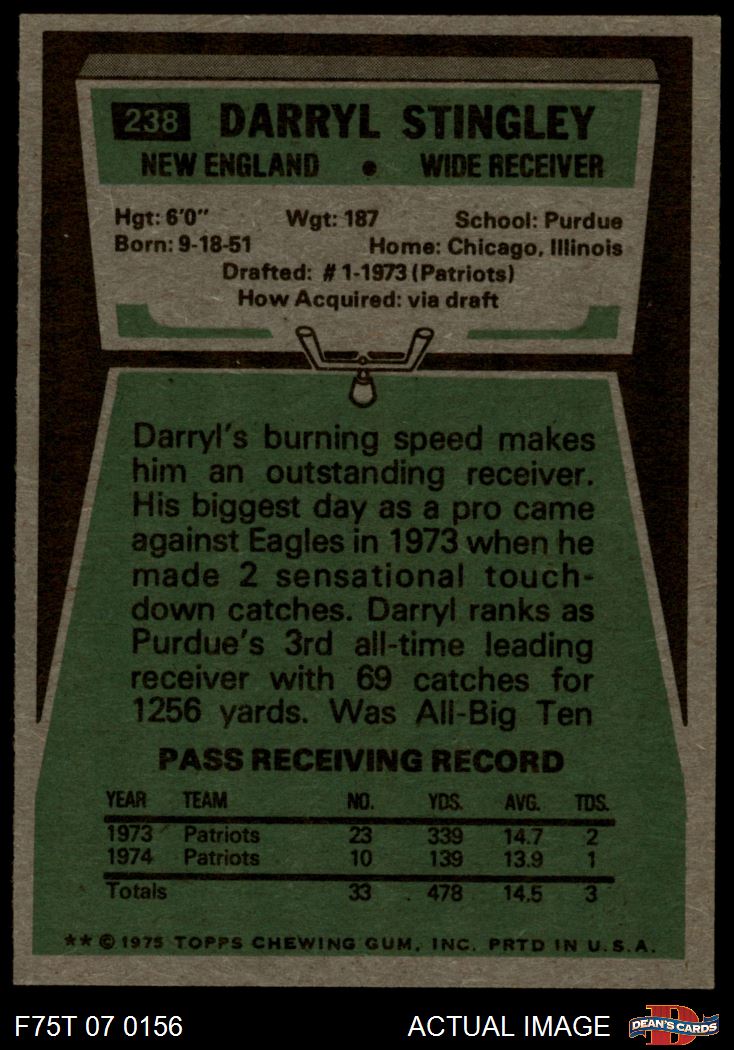 238 DARRYL STINGLEY
NEW ENGLAND • WIDE RECEIVER
Hgt: 6'0" Wgt: 187 School: Purdue
Born: 9-18-51 Home: Chicago, Illinois
Drafted: #1-1973 (Patriots)
How Acquired: via draft
Darryl's burning speed makes
him an outstanding receiver.
His biggest day as a pro came
against Eagles in 1973 when he
made 2 sensational touch-
down catches. Darryl ranks as
Purdue's 3rd all-time leading
receiver with 69 catches for
1256 yards. Was All-Big Ten
PASS RECEIVING RECORD
YEAR TEAM NO. YDS. AVG. TDS.
1973 Patriots 23 339 14.7 2
1974 Patriots 10 139 13.9 1
Totals 33 478 14.5 3
** © 1975 TOPPS CHEWING GUM, INC. PRTD IN U.S.A.
F75T 07 0156 ACTUAL IMAGE D DEAN'S CARDS